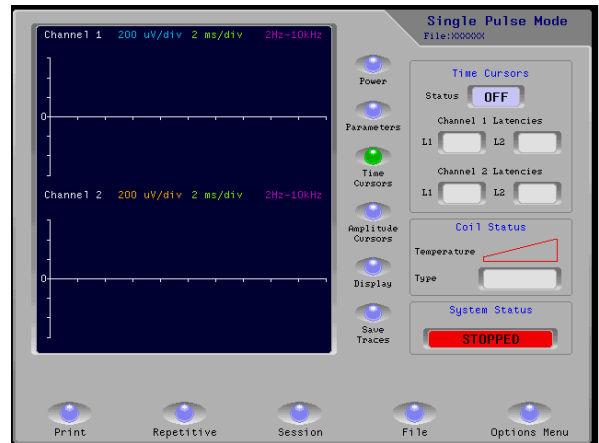 Single Pulse Mode
File:XXXXXX
Channel 1 200 uV/div 2 ms/div 2Hz-10kHz
0
Channel 2 200 uV/div 2 ms/div 2Hz-10kHz
0
Power
Parameters
Time
Cursors
Amplitude
Cursors
Display
Save
Traces
Time Cursors
Status OFF
Channel 1 Latencies
L1 L2
Channel 2 Latencies
L1 L2
Coil Status
Temperature
Type
System Status
STOPPED
Print Repetitive Session File Options Menu